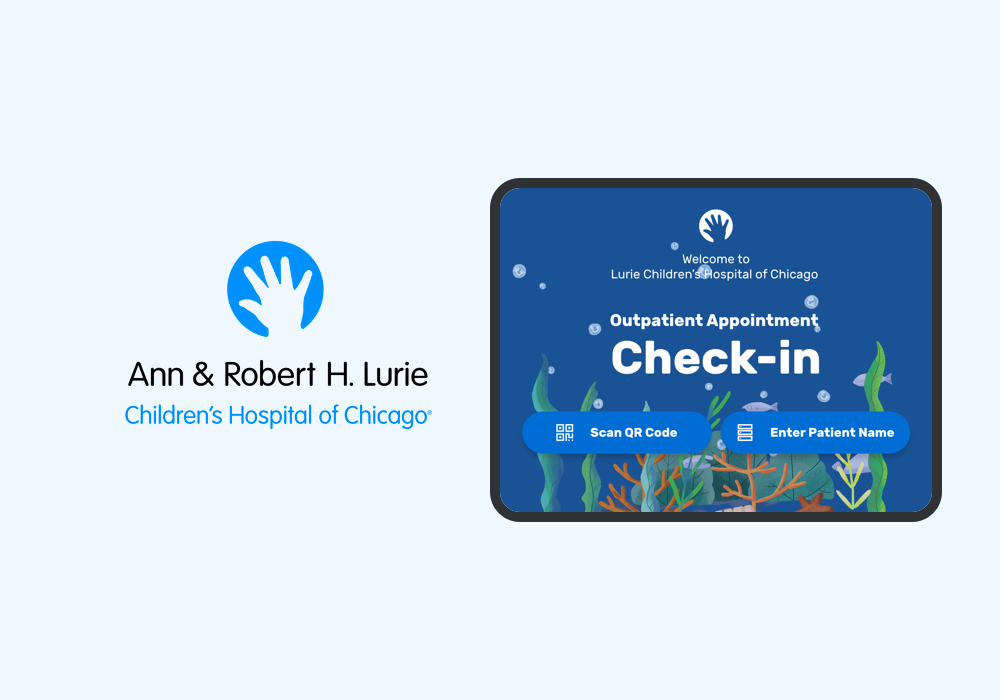 Ann & Robert H. Lurie
Children's Hospital of Chicago®
Welcome to
Lurie Children's Hospital of Chicago
Outpatient Appointment
Check-in
Scan QR Code
Enter Patient Name